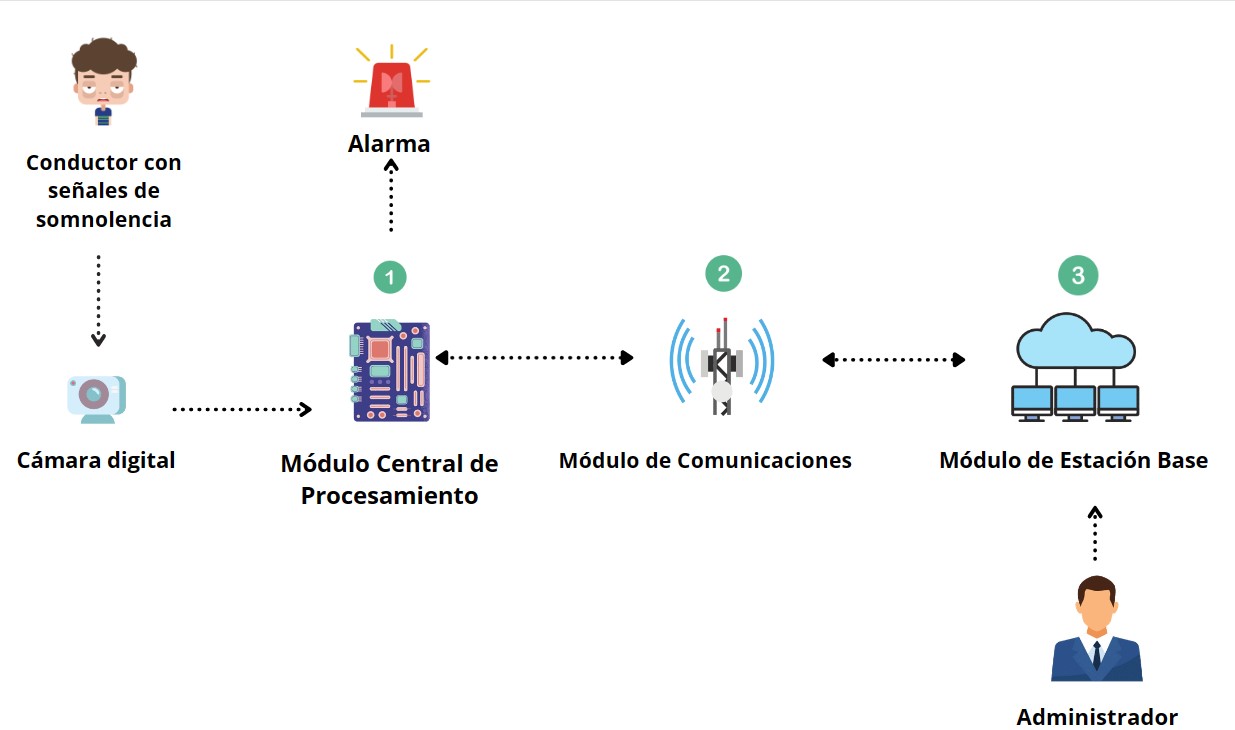 Conductor con
señales de
somnolencia
Alarma
1
2
3
Cámara digital
Módulo Central de
Procesamiento
Módulo de Comunicaciones
Módulo de Estación Base
Administrador